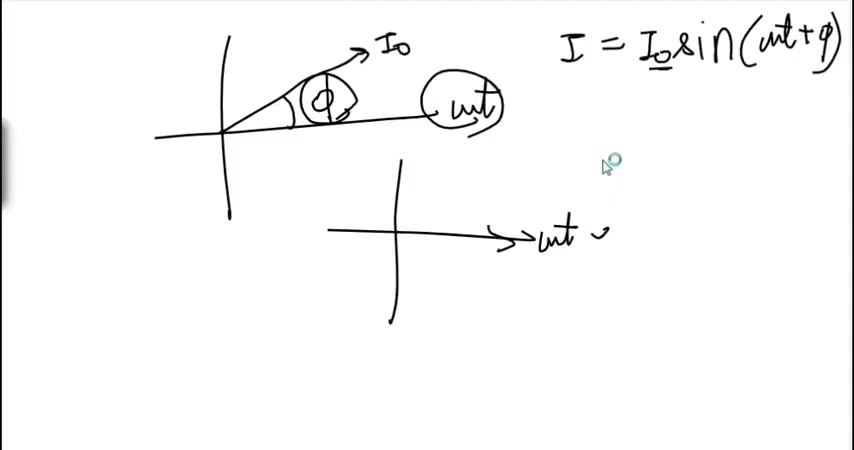 I₀
I = I₀ sin(ωt + φ)
φ
ωt
ωt